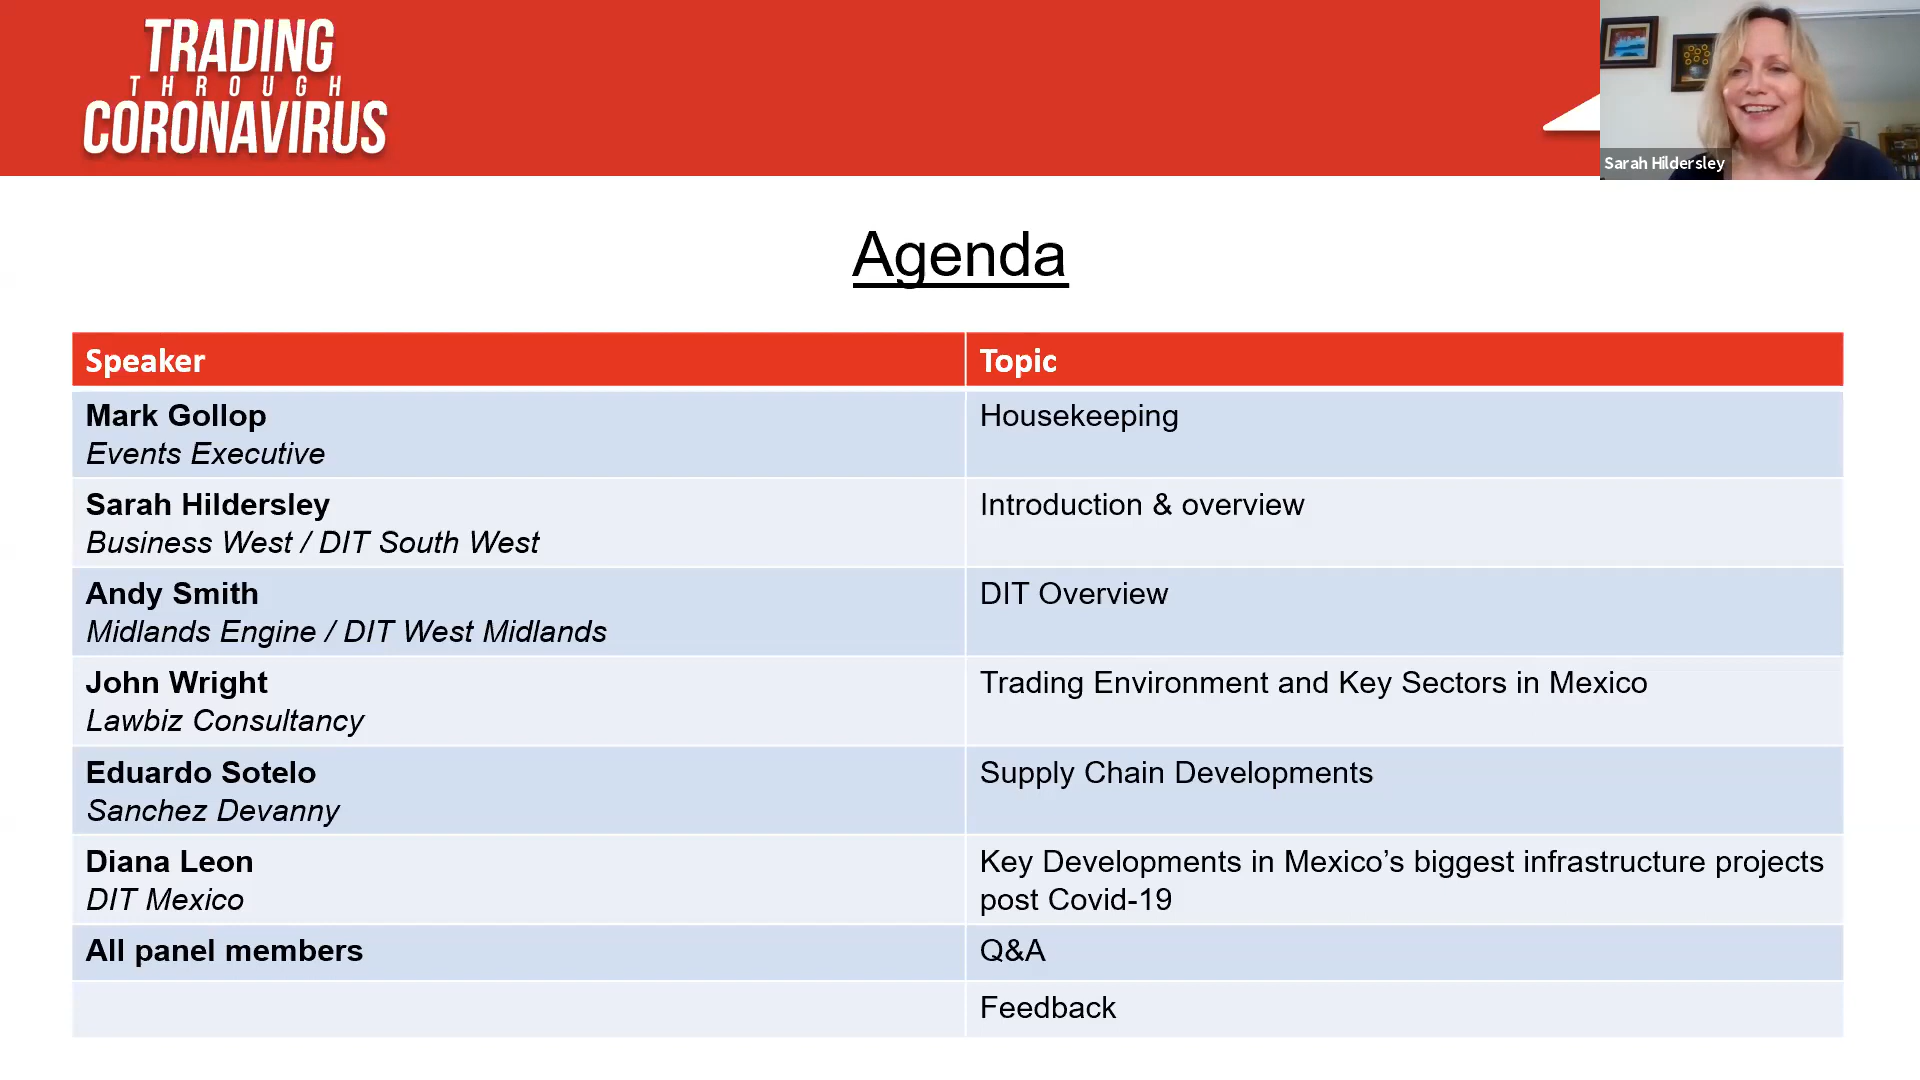 TRADING
THROUGH
CORONAVIRUS
Sarah Hildersley
Agenda
Speaker
Topic
Mark Gollop
Events Executive
Housekeeping
Sarah Hildersley
Business West / DIT South West
Introduction & overview
Andy Smith
Midlands Engine / DIT West Midlands
DIT Overview
John Wright
Lawbiz Consultancy
Trading Environment and Key Sectors in Mexico
Eduardo Sotelo
Sanchez Devanny
Supply Chain Developments
Diana Leon
DIT Mexico
Key Developments in Mexico’s biggest infrastructure projects
post Covid-19
All panel members
Q&A
Feedback